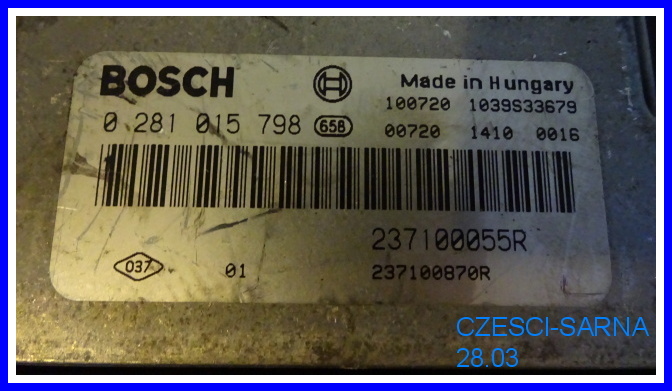 BOSCH
Made in Hungary
100720 1039S33679
0 281 015 798 658
00720 1410 0016
237100055R
037 01 237100870R
CZESCI-SARNA
28.03